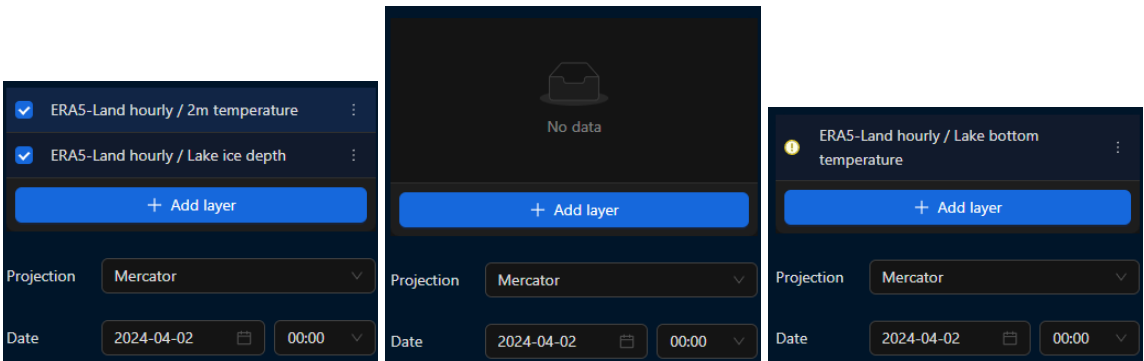 ERA5-Land hourly / 2m temperature
ERA5-Land hourly / Lake ice depth
+ Add layer
Projection Mercator
Date 2024-04-02 00:00
No data
+ Add layer
Projection Mercator
Date 2024-04-02 00:00
ERA5-Land hourly / Lake bottom
temperature
+ Add layer
Projection Mercator
Date 2024-04-02 00:00